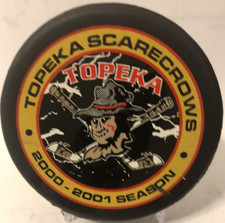 TOPEKA SCARECROWS
TOPEKA
• 2000-2001 SEASON •